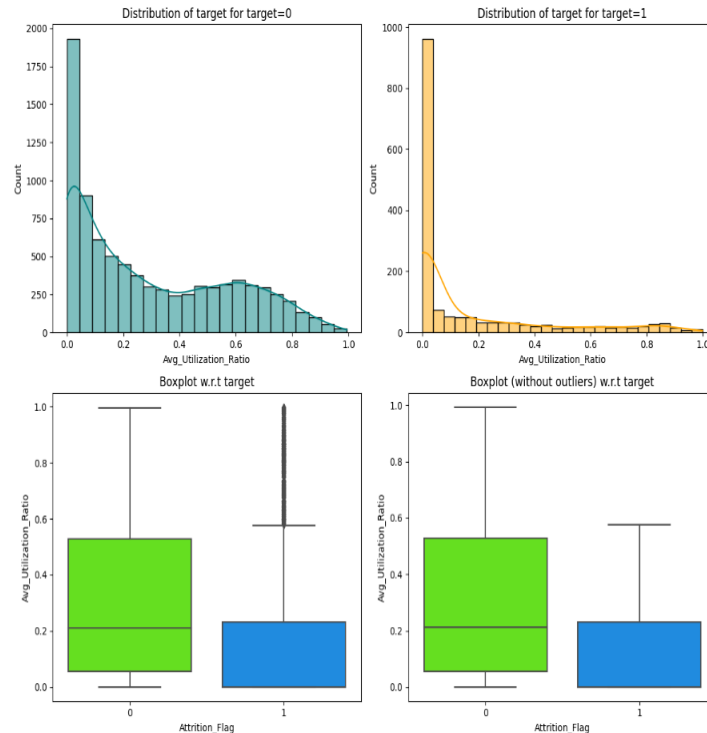 Distribution of target for target=0
2000
1750
1500
1250
1000
750
500
250
0
Count
0.0 0.2 0.4 0.6 0.8 1.0
Avg_Utilization_Ratio
Distribution of target for target=1
1000
800
600
400
200
0
Count
0.0 0.2 0.4 0.6 0.8 1.0
Avg_Utilization_Ratio
Boxplot w.r.t target
1.0
0.8
0.6
0.4
0.2
0.0
Avg_Utilization_Ratio
0 1
Attrition_Flag
Boxplot (without outliers) w.r.t target
1.0
0.8
0.6
0.4
0.2
0.0
Avg_Utilization_Ratio
0 1
Attrition_Flag